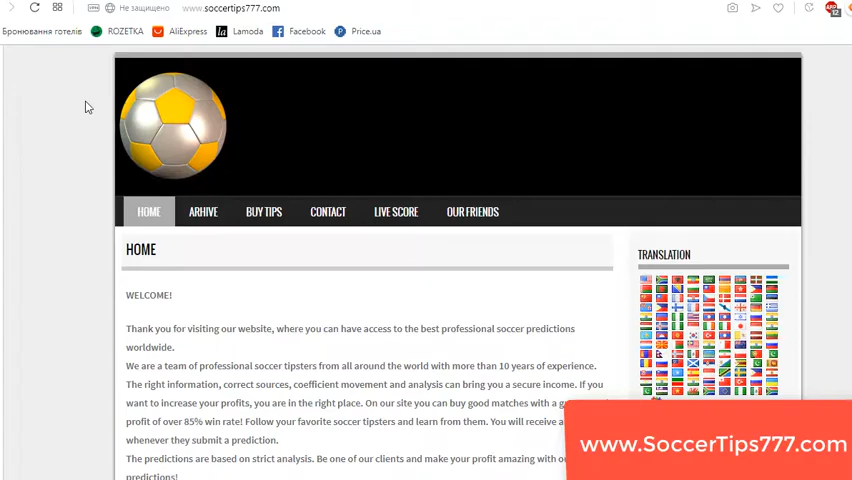 VPN Не защищено www.soccertips777.com
Бронювання готелів ROZETKA AliExpress la Lamoda Facebook P Price.ua
HOME ARHIVE BUY TIPS CONTACT LIVE SCORE OUR FRIENDS
HOME
WELCOME!
Thank you for visiting our website, where you can have access to the best professional soccer predictions
worldwide.
We are a team of professional soccer tipsters from all around the world with more than 10 years of experience.
The right information, correct sources, coefficient movement and analysis can bring you a secure income. If you
want to increase your profits, you are in the right place. On our site you can buy good matches with a
profit of over 85% win rate! Follow your favorite soccer tipsters and learn from them. You will receive
whenever they submit a prediction.
The predictions are based on strict analysis. Be one of our clients and make your profit amazing with
predictions!
TRANSLATION
www.SoccerTips777.com